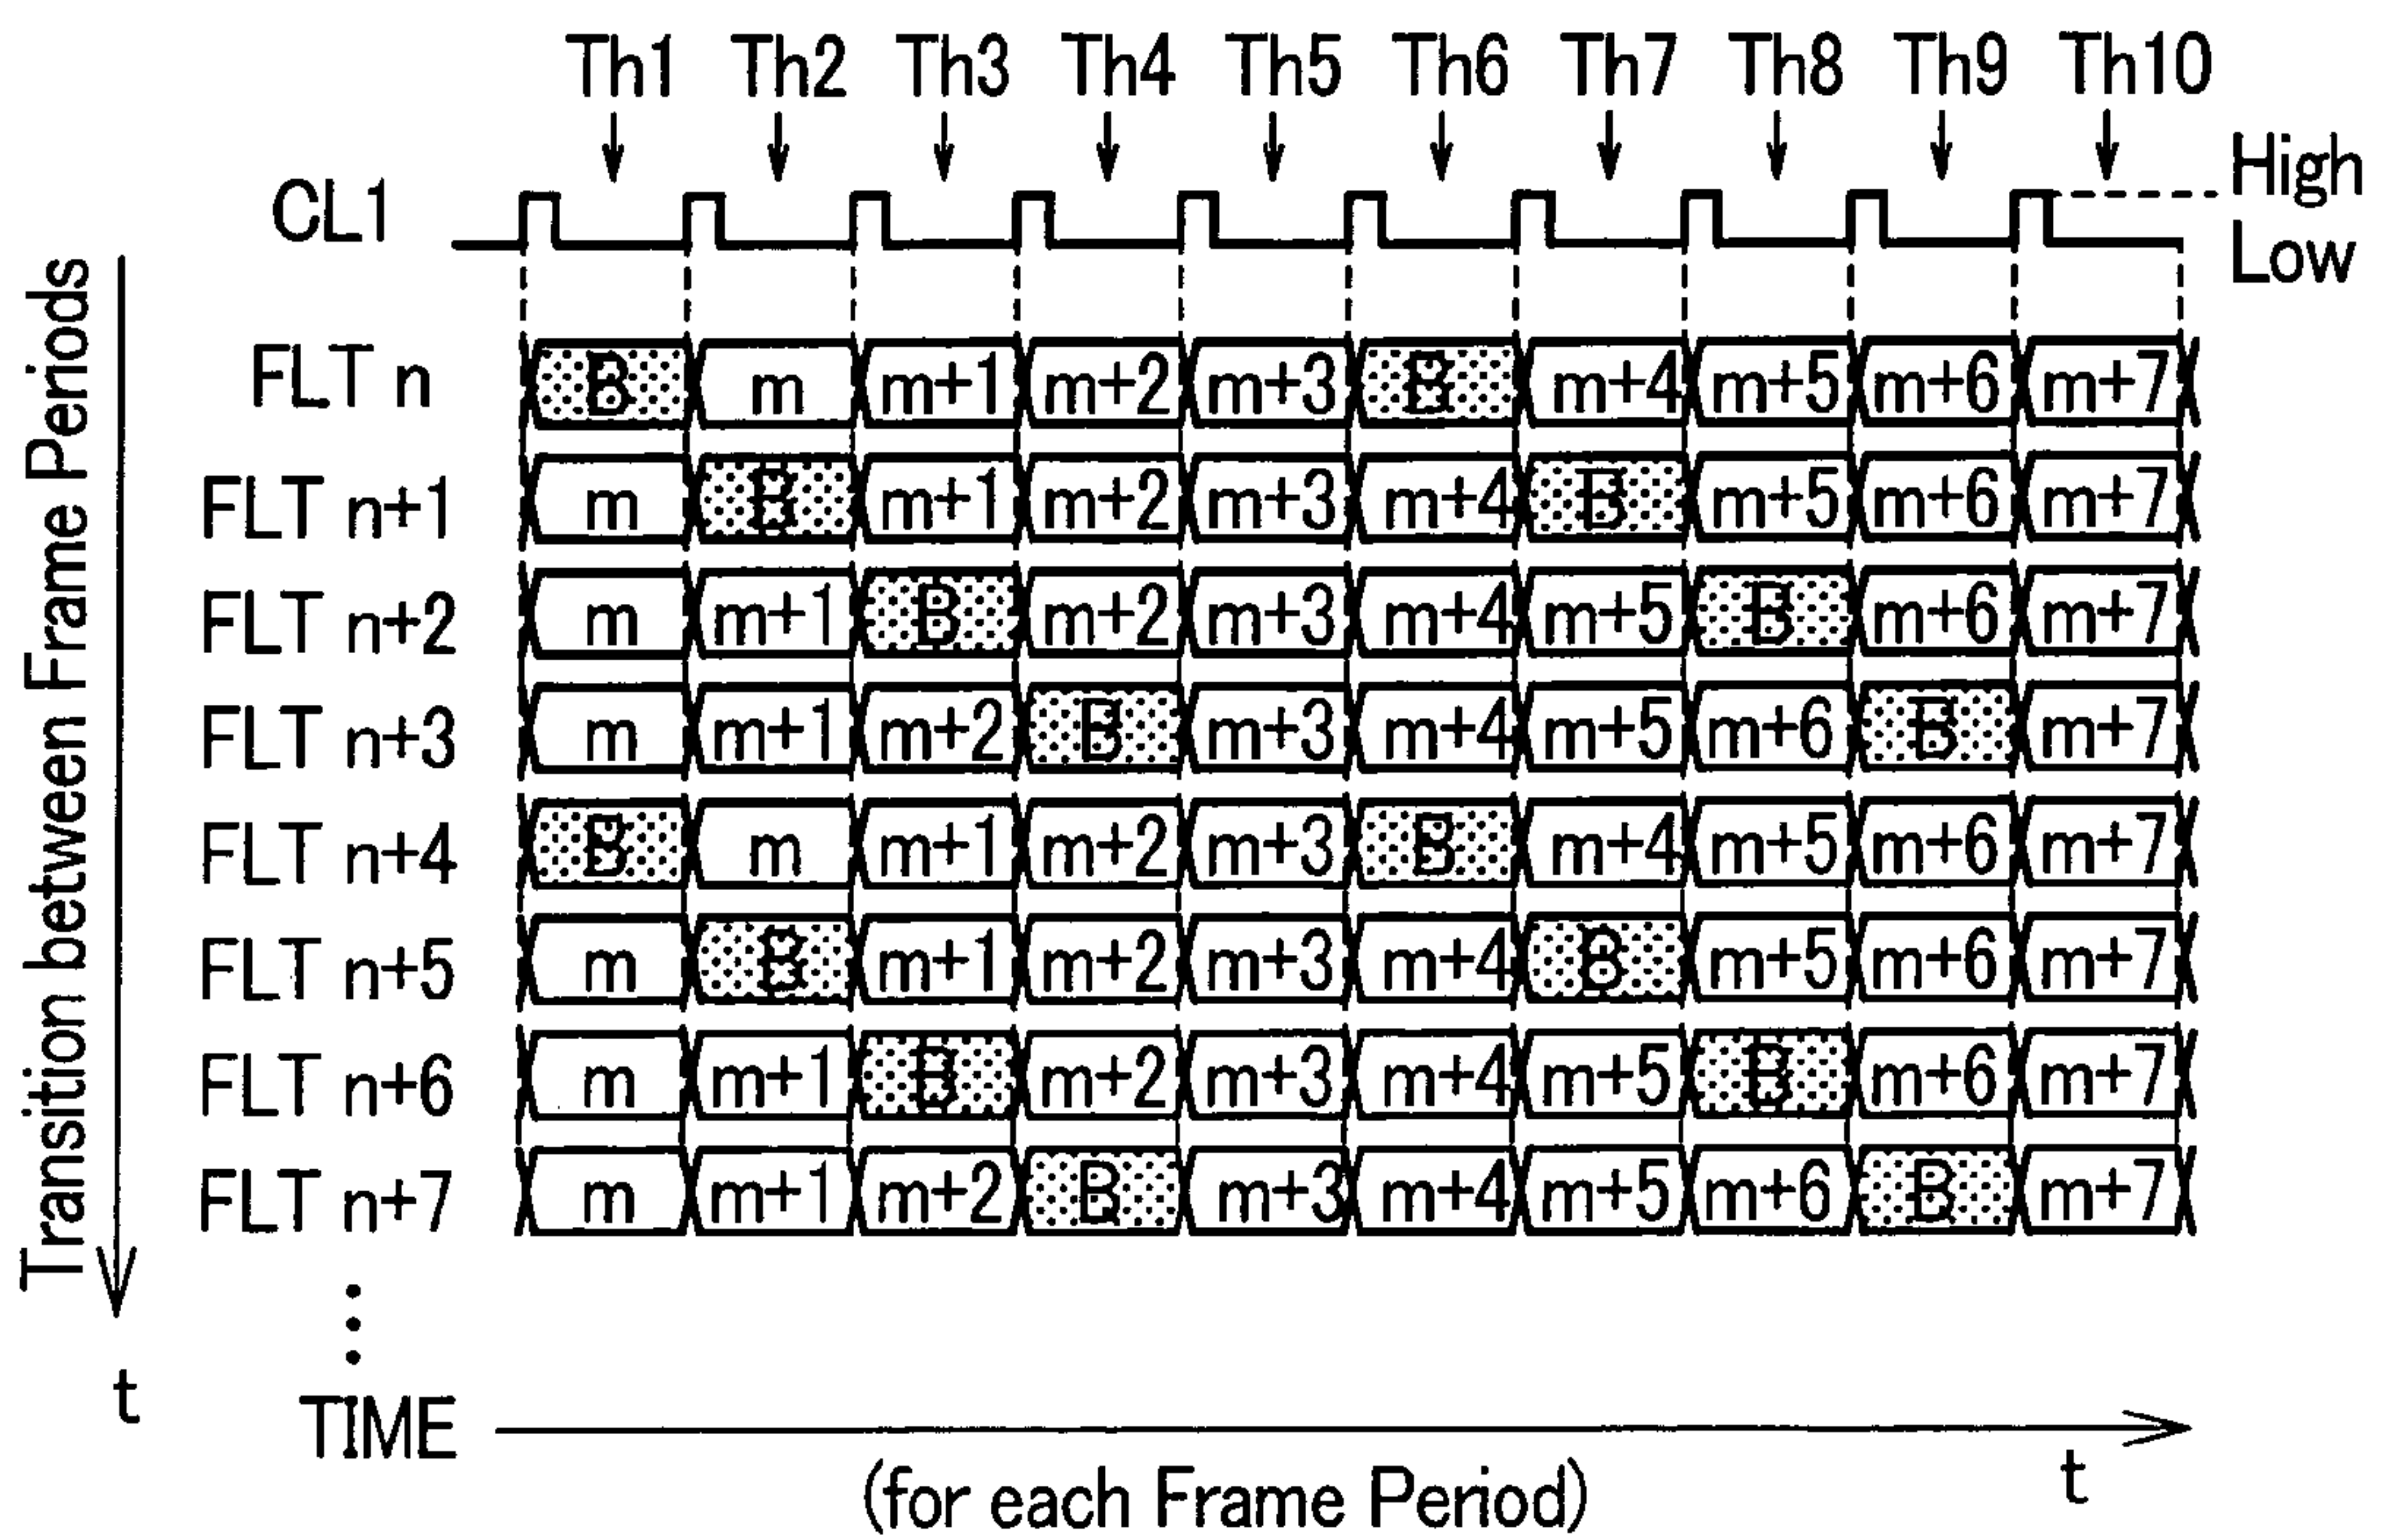 Th1 Th2 Th3 Th4 Th5 Th6 Th7 Th8 Th9 Th10
High
CL1
Low
Transition between Frame Periods
FLT n B m m+1 m+2 m+3 B m+4 m+5 m+6 m+7
FLT n+1 m B m+1 m+2 m+3 m+4 B m+5 m+6 m+7
FLT n+2 m m+1 B m+2 m+3 m+4 m+5 B m+6 m+7
FLT n+3 m m+1 m+2 B m+3 m+4 m+5 m+6 B m+7
FLT n+4 B m m+1 m+2 m+3 B m+4 m+5 m+6 m+7
FLT n+5 m B m+1 m+2 m+3 m+4 B m+5 m+6 m+7
FLT n+6 m m+1 B m+2 m+3 m+4 m+5 B m+6 m+7
FLT n+7 m m+1 m+2 B m+3 m+4 m+5 m+6 B m+7
t
TIME
t
(for each Frame Period)